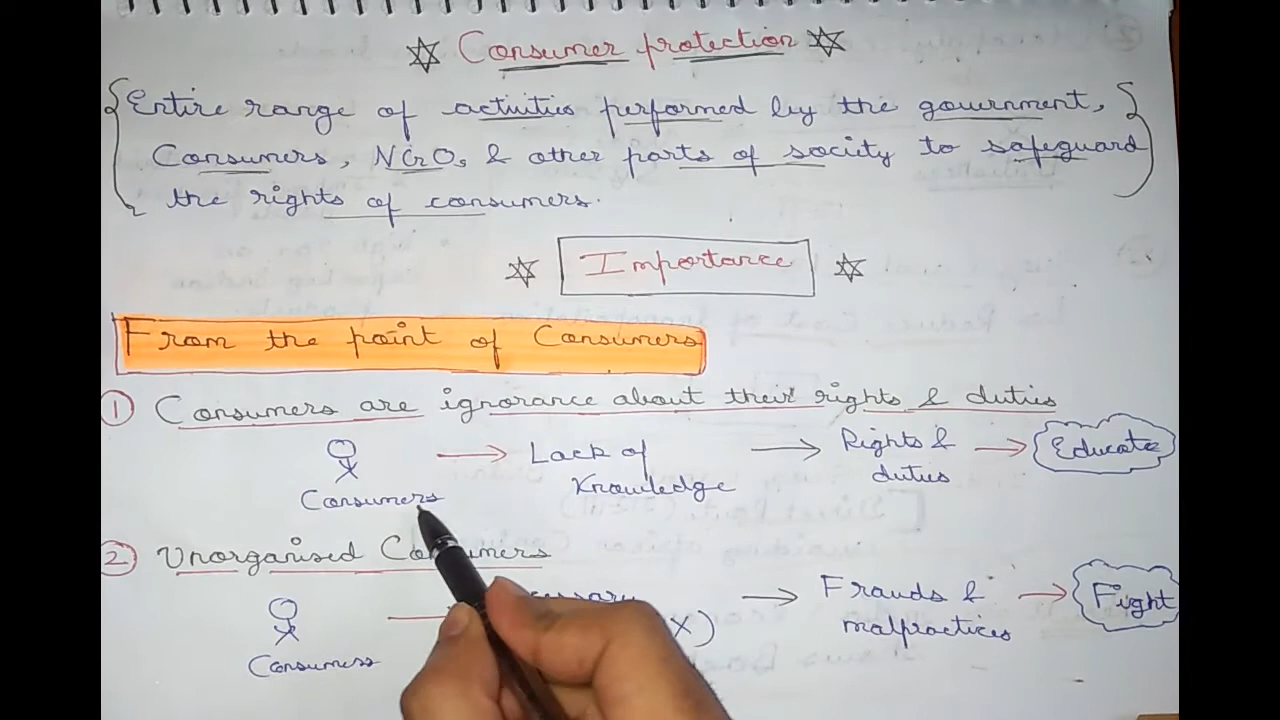 Consumer protection
Entire range of activities performed by the government,
Consumers, NGOs & other parts of society to safeguard
the rights of consumers.
Importance
From the point of Consumers
1 Consumers are ignorance about their rights & duties
Consumers → Lack of Knowledge → Rights & duties → Educate
2 Unorganised Consumers
Consumers → (X) → Frauds & malpractices → Fight